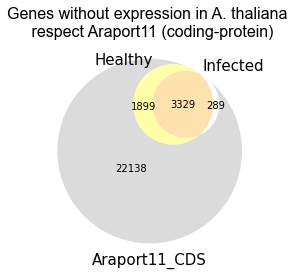 Genes without expression in A. thaliana
respect Araport11 (coding-protein)
Healthy
Infected
1899
3329
289
22138
Araport11_CDS